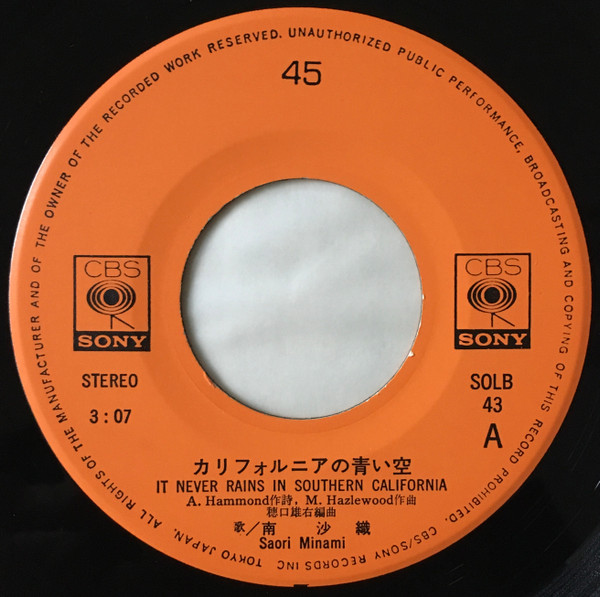 ALL RIGHTS OF THE MANUFACTURER AND OF THE OWNER OF THE RECORDED WORK RESERVED. UNAUTHORIZED PUBLIC PERFORMANCE, BROADCASTING AND COPYING OF THIS RECORD PROHIBITED. CBS/SONY RECORDS INC. TOKYO JAPAN.
45
CBS
SONY
CBS
SONY
STEREO
3:07
SOLB
43
A
カリフォルニアの青い空
IT NEVER RAINS IN SOUTHERN CALIFORNIA
A. Hammond作詩, M. Hazlewood作曲
穂口雄右編曲
歌/南 沙織
Saori Minami